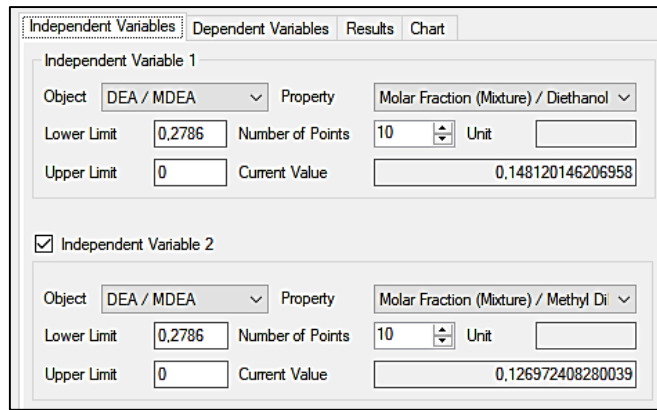 Independent Variables Dependent Variables Results Chart
Independent Variable 1
Object DEA / MDEA Property Molar Fraction (Mixture) / Diethanol
Lower Limit 0,2786 Number of Points 10 Unit
Upper Limit 0 Current Value 0,148120146206958
Independent Variable 2
Object DEA / MDEA Property Molar Fraction (Mixture) / Methyl Di
Lower Limit 0,2786 Number of Points 10 Unit
Upper Limit 0 Current Value 0,126972408280039